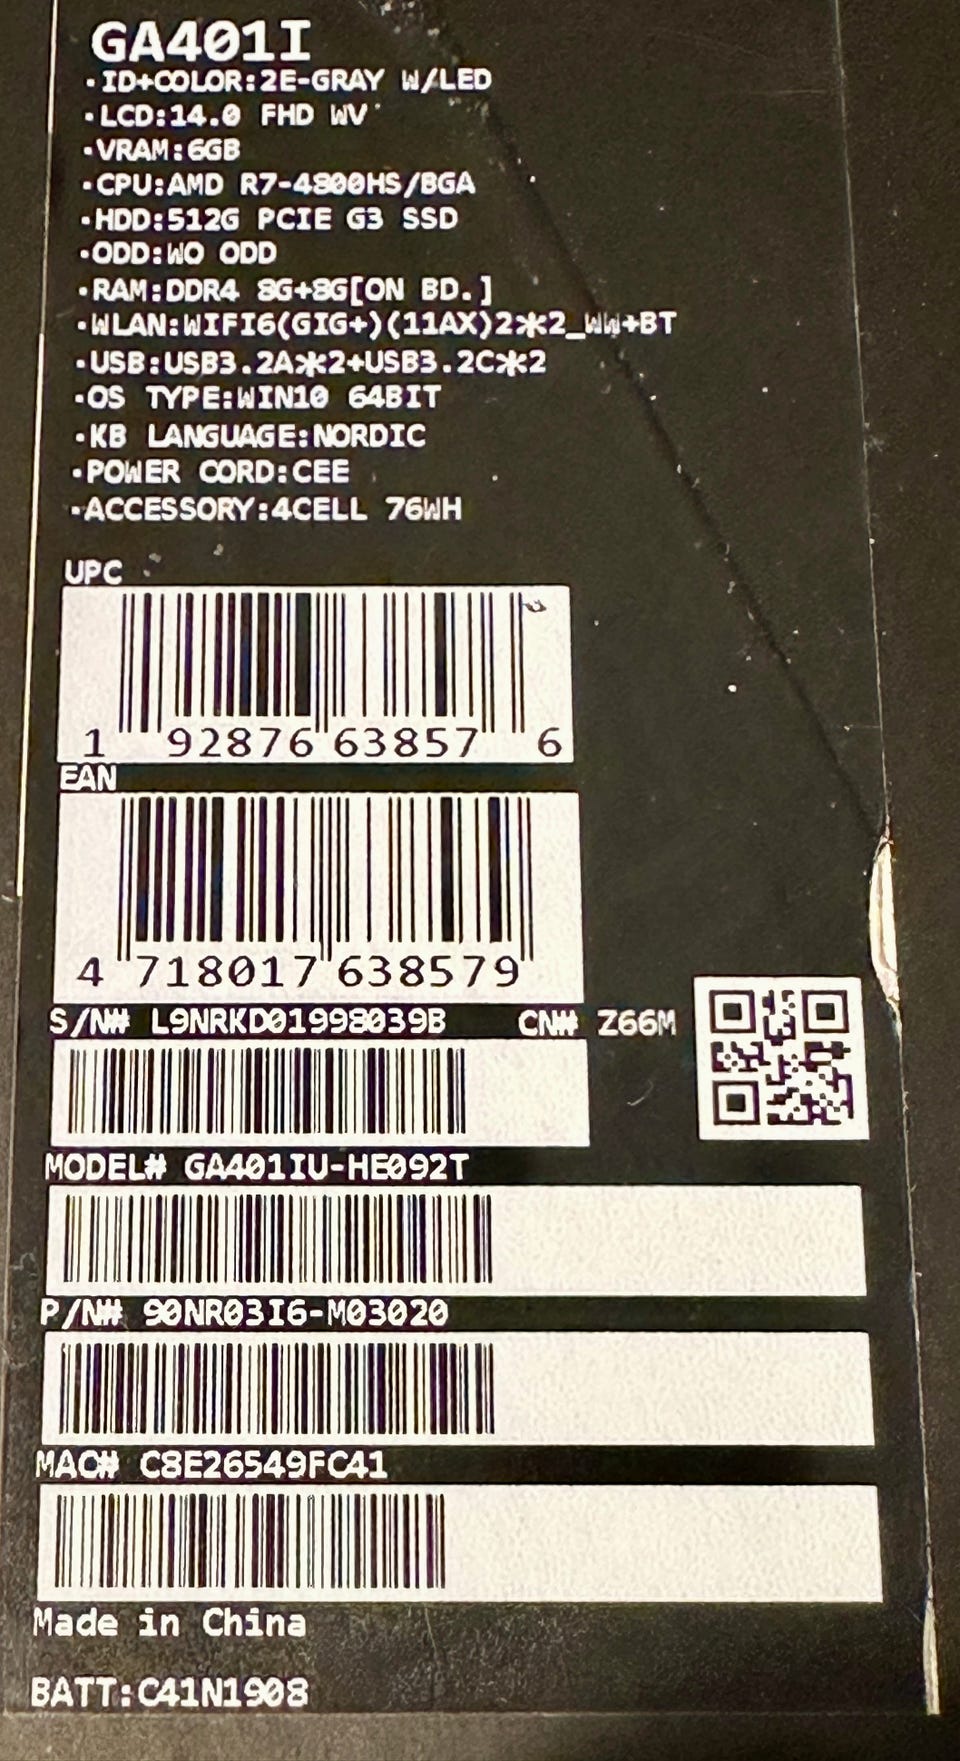 GA401I
·ID+COLOR:2E-GRAY W/LED
·LCD:14.0 FHD WV
·VRAM:6GB
·CPU:AMD R7-4800HS/BGA
·HDD:512G PCIE G3 SSD
·ODD:WO ODD
·RAM:DDR4 8G+8G[ON BD.]
·WLAN:WIFI6(GIG+)(11AX)2*2_WW+BT
·USB:USB3.2A*2+USB3.2C*2
·OS TYPE:WIN10 64BIT
·KB LANGUAGE:NORDIC
·POWER CORD:CEE
·ACCESSORY:4CELL 76WH
UPC
1 92876 63857 6
EAN
4 718017 638579
S/N# L9NRKD01998039B CN# Z66M
MODEL# GA401IU-HE092T
P/N# 90NR03I6-M03020
MAC# C8E26549FC41
Made in China
BATT:C41N1908